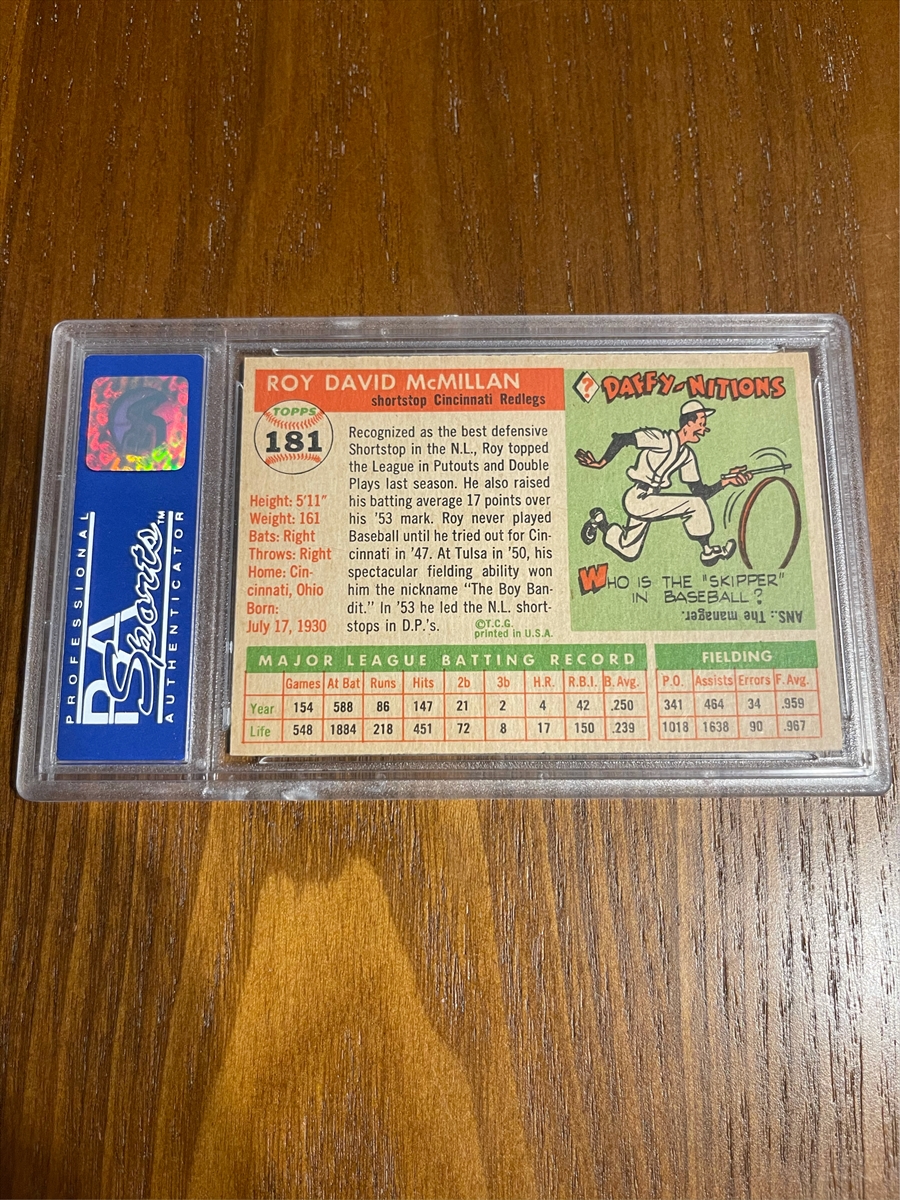 PROFESSIONAL
PSA
Sports™
AUTHENTICATOR
ROY DAVID McMILLAN
shortstop Cincinnati Redlegs
TOPPS
181
Height: 5'11"
Weight: 161
Bats: Right
Throws: Right
Home: Cin-
cinnati, Ohio
Born:
July 17, 1930
Recognized as the best defensive
Shortstop in the N.L., Roy topped
the League in Putouts and Double
Plays last season. He also raised
his batting average 17 points over
his '53 mark. Roy never played
Baseball until he tried out for Cin-
cinnati in '47. At Tulsa in '50, his
spectacular fielding ability won
him the nickname "The Boy Ban-
dit." In '53 he led the N.L. short-
stops in D.P.'s.
©T.C.G.
printed in U.S.A.
? DAFFY-NITIONS
WHO IS THE "SKIPPER"
IN BASEBALL?
ANS.: The manager.
MAJOR LEAGUE BATTING RECORD
Games At Bat Runs Hits 2b 3b H.R. R.B.I. B. Avg.
Year 154 588 86 147 21 2 4 42 .250
Life 548 1884 218 451 72 8 17 150 .239
FIELDING
P.O. Assists Errors F. Avg.
341 464 34 .959
1018 1638 90 .967